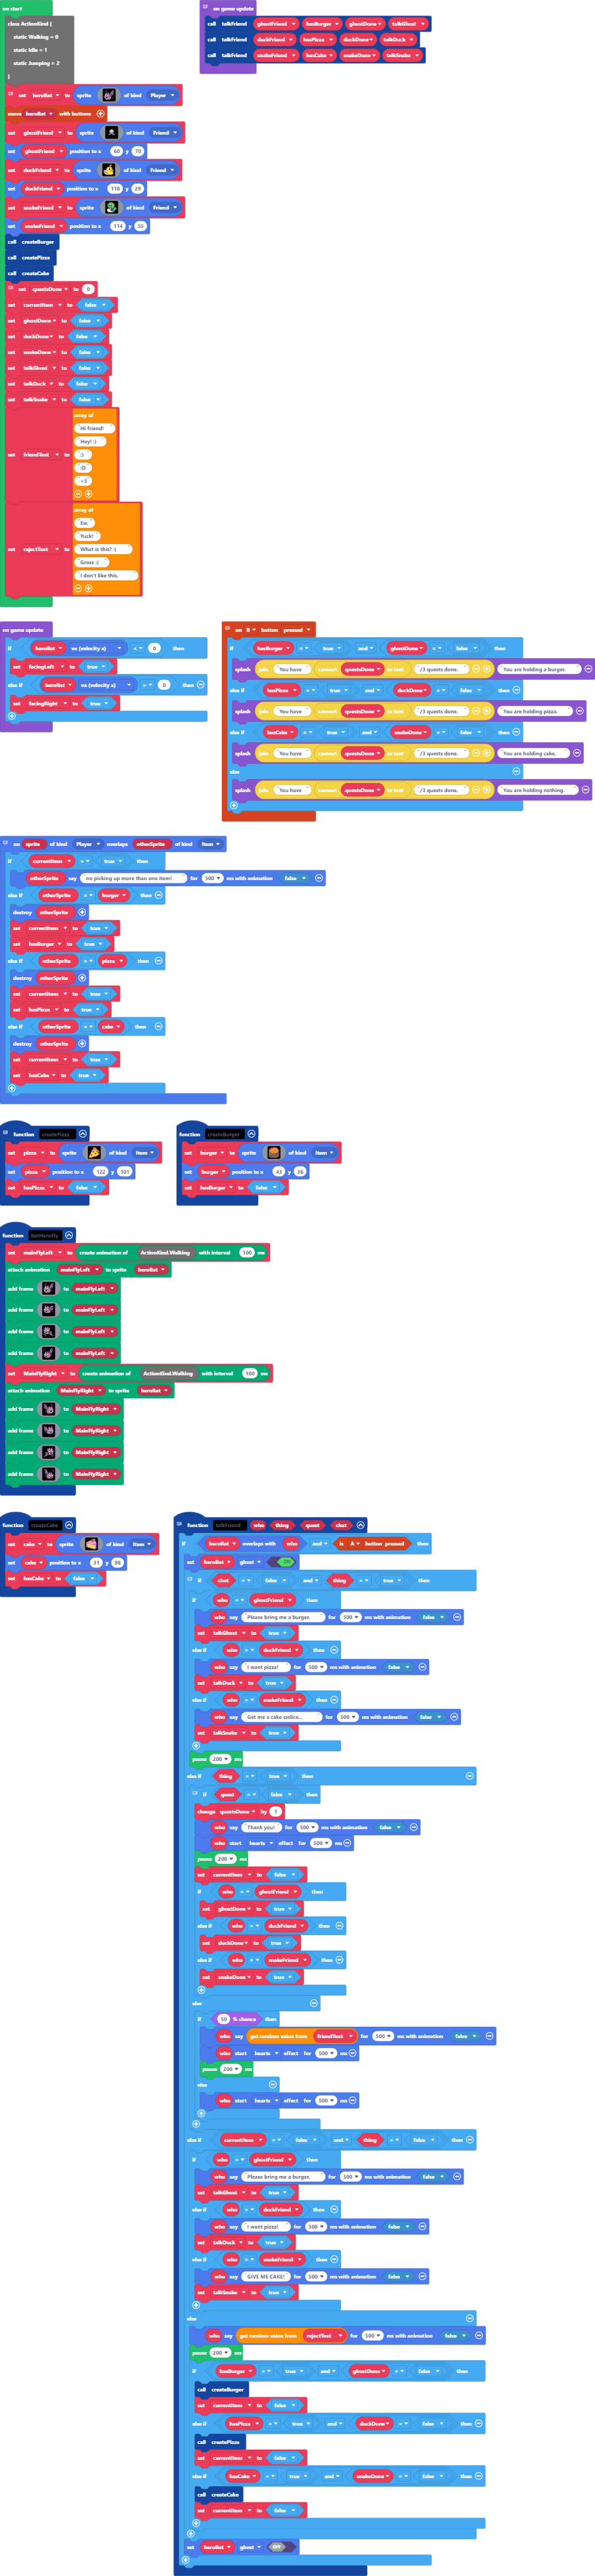 on start
class ActionKind {
static Walking = 0
static Idle = 1
static Jumping = 2
}
set heroBat to sprite of kind Player
move heroBat with buttons
set ghostFriend to sprite of kind Friend
set ghostFriend position to x 60 y 70
set duckFriend to sprite of kind Friend
set duckFriend position to x 118 y 29
set snakeFriend to sprite of kind Friend
set snakeFriend position to x 114 y 55
call createBurger
call createPizza
call createCake
set questsDone to 0
set currentItem to false
set ghostDone to false
set duckDone to false
set snakeDone to false
set talkGhost to false
set talkDuck to false
set talkSnake to false
set friendText to array of
Hi friend!
Hey! :)
:)
:D
<3
set rejectText to array of
Ew.
Yuck!
What is this? :(
Gross :(
I don't like this.
on game update
call talkFriend ghostFriend hasBurger ghostDone talkGhost
call talkFriend duckFriend hasPizza duckDone talkDuck
call talkFriend snakeFriend hasCake snakeDone talkSnake
on game update
if heroBat vx (velocity x) < 0 then
set facingLeft to true
else if heroBat vx (velocity x) > 0 then
set facingRight to true
on B button pressed
if hasBurger = true and ghostDone = false then
splash join You have convert questsDone to text /3 quests done. You are holding a burger.
else if hasPizza = true and duckDone = false then
splash join You have convert questsDone to text /3 quests done. You are holding pizza.
else if hasCake = true and snakeDone = false then
splash join You have convert questsDone to text /3 quests done. You are holding cake.
else
splash join You have convert questsDone to text /3 quests done. You are holding nothing.
on sprite of kind Player overlaps otherSprite of kind Item
if currentItem = true then
otherSprite say no picking up more than one item! for 500 ms with animation false
else if otherSprite = burger then
destroy otherSprite
set currentItem to true
set hasBurger to true
else if otherSprite = pizza then
destroy otherSprite
set currentItem to true
set hasPizza to true
else if otherSprite = cake then
destroy otherSprite
set currentItem to true
set hasCake to true
function createPizza
set pizza to sprite of kind Item
set pizza position to x 122 y 101
set hasPizza to false
function createBurger
set burger to sprite of kind Item
set burger position to x 43 y 36
set hasBurger to false
function
set mainFlyLeft to create animation of ActionKind.Walking with interval 100 ms
attach animation mainFlyLeft to sprite heroBat
add frame to mainFlyLeft
add frame to mainFlyLeft
add frame to mainFlyLeft
add frame to mainFlyLeft
set MainFlyRight to create animation of ActionKind.Walking with interval 100 ms
attach animation MainFlyRight to sprite heroBat
add frame to MainFlyRight
add frame to MainFlyRight
add frame to MainFlyRight
add frame to MainFlyRight
function createCake
set cake to sprite of kind Item
set cake position to x 31 y 88
set hasCake to false
function talkFriend who thing quest chat
if heroBat overlaps with who and is A button pressed then
set heroBat ghost ON
if chat = false and thing = true then
if who = ghostFriend then
who say Please bring me a burger. for 500 ms with animation false
set talkGhost to true
else if who = duckFriend then
who say I want pizza! for 500 ms with animation false
set talkDuck to true
else if who = snakeFriend then
who say Get me a cake ssslice... for 500 ms with animation false
set talkSnake to true
pause 200 ms
else if thing = true then
if quest = false then
change questsDone by 1
who say Thank you! for 500 ms with animation false
who start hearts effect for 500 ms
pause 200 ms
set currentItem to false
if who = ghostFriend then
set ghostDone to true
else if who = duckFriend then
set duckDone to true
else if who = snakeFriend then
set snakeDone to true
else
if 50 % chance then
who say get random value from friendText for 500 ms with animation false
who start hearts effect for 500 ms
pause 200 ms
else
who start hearts effect for 500 ms
else if currentItem = false and thing = false then
if who = ghostFriend then
who say Please bring me a burger. for 500 ms with animation false
set talkGhost to true
else if who = duckFriend then
who say I want pizza! for 500 ms with animation false
set talkDuck to true
else if who = snakeFriend then
who say GIVE ME CAKE! for 500 ms with animation false
set talkSnake to true
else
who say get random value from rejectText for 500 ms with animation false
pause 200 ms
if hasBurger = true and ghostDone = false then
call createBurger
set currentItem to false
else if hasPizza = true and duckDone = false then
call createPizza
set currentItem to false
else if hasCake = true and snakeDone = false then
call createCake
set currentItem to false
set heroBat ghost OFF